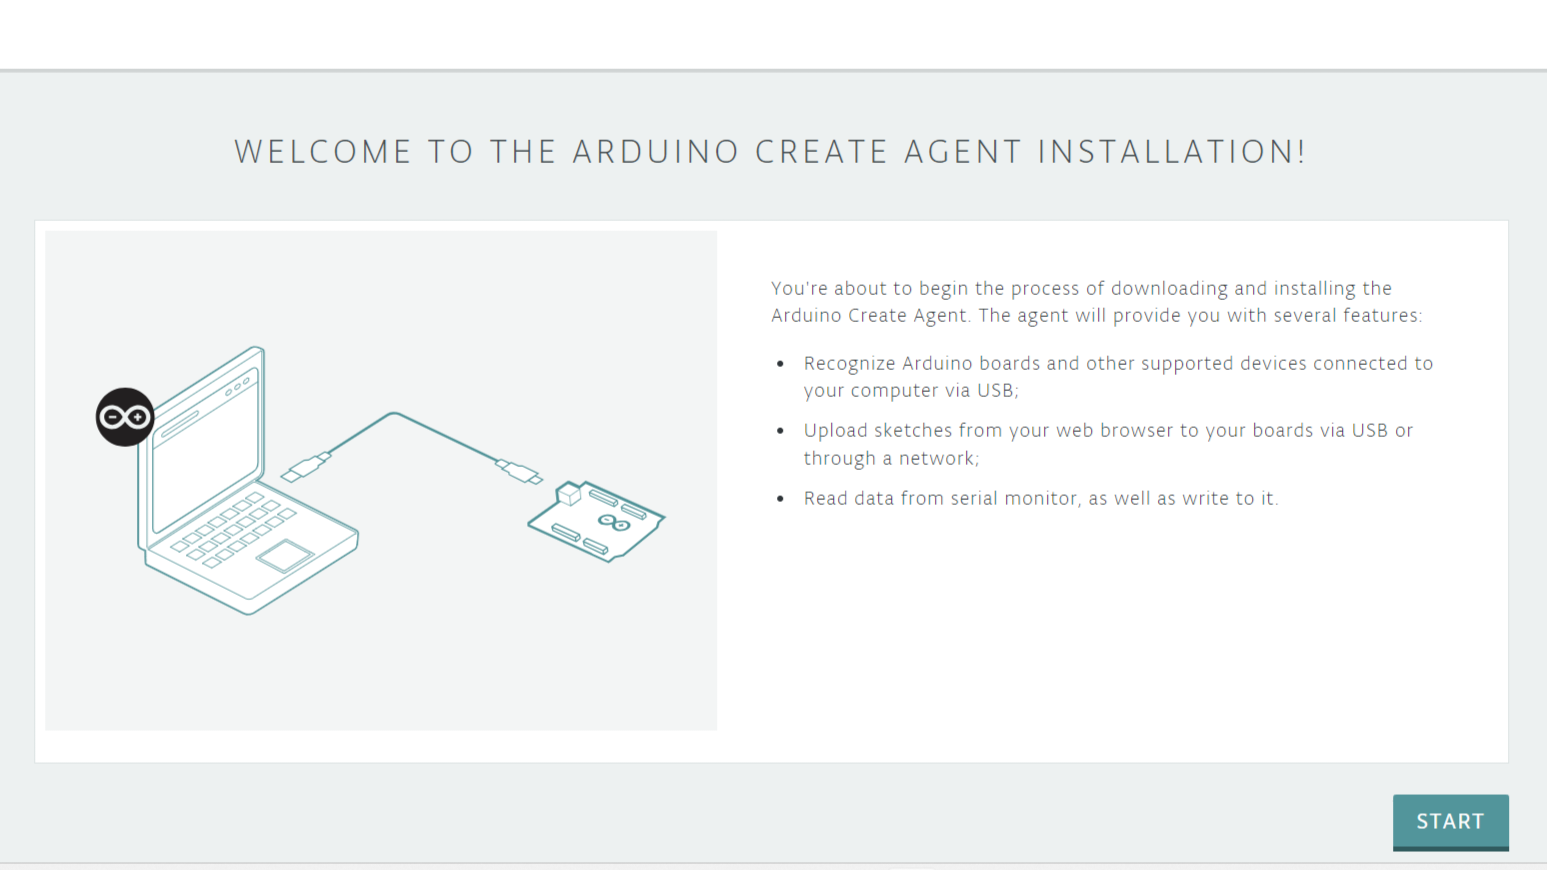 WELCOME TO THE ARDUINO CREATE AGENT INSTALLATION!
You're about to begin the process of downloading and installing the
Arduino Create Agent. The agent will provide you with several features:
• Recognize Arduino boards and other supported devices connected to
your computer via USB;
• Upload sketches from your web browser to your boards via USB or
through a network;
• Read data from serial monitor, as well as write to it.
START